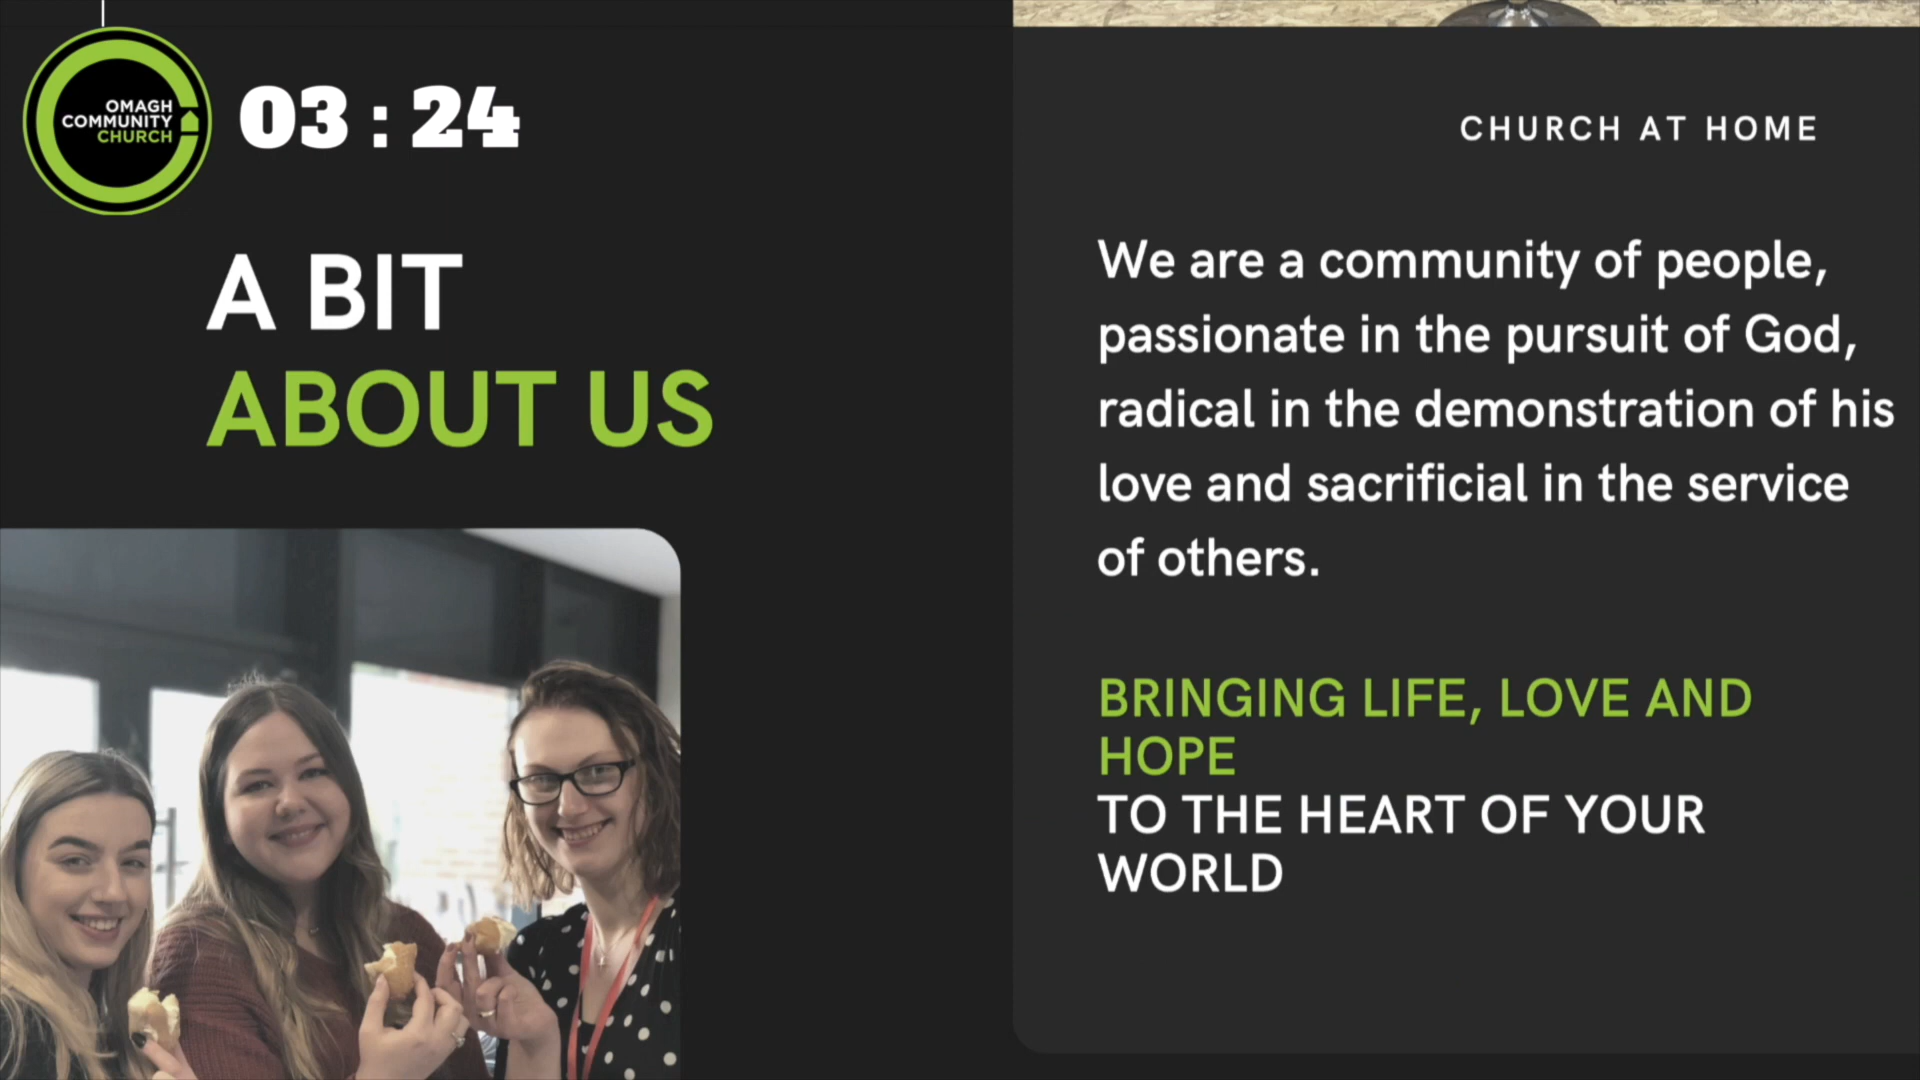 OMAGH
COMMUNITY
CHURCH
03 : 24
A BIT
ABOUT US
CHURCH AT HOME
We are a community of people,
passionate in the pursuit of God,
radical in the demonstration of his
love and sacrificial in the service
of others.
BRINGING LIFE, LOVE AND
HOPE
TO THE HEART OF YOUR
WORLD